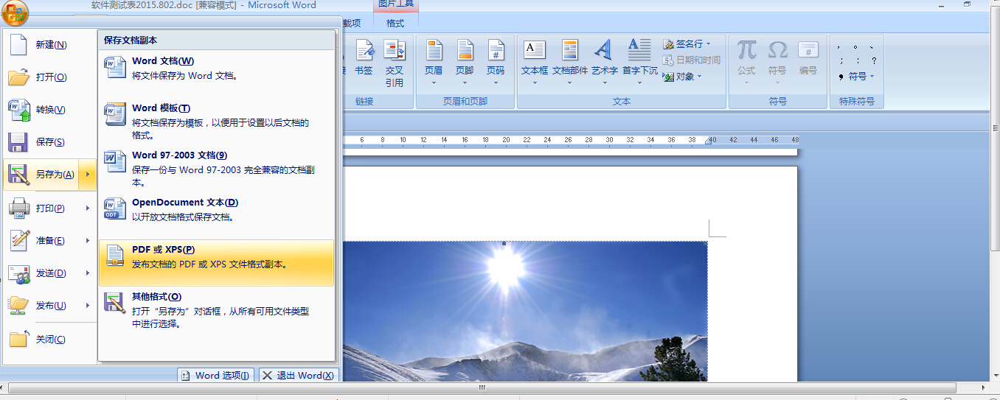 软件测试表2015.802.doc [兼容模式] - Microsoft Word
图片工具
载项
格式
新建(N)
打开(O)
转换(V)
保存(S)
另存为(A)
打印(P)
准备(E)
发送(D)
发布(U)
关闭(C)
保存文档副本
Word 文档(W)
将文件保存为 Word 文档。
Word 模板(T)
将文档保存为模板，以便用于设置以后文档的
格式。
Word 97-2003 文档(9)
保存一份与 Word 97-2003 完全兼容的文档副
本。
OpenDocument 文本(D)
以开放文档格式保存文档。
PDF 或 XPS(P)
发布文档的 PDF 或 XPS 文件格式副本。
其他格式(O)
打开“另存为”对话框，从所有可用文件类型
中进行选择。
Word 选项(I)
退出 Word(X)
书签
交叉
引用
链接
页眉
页脚
页码
页眉和页脚
文本框
文档部件
艺术字
首字下沉
签名行
日期和时间
对象
文本
π
公式
Ω
符号
编号
符号
， 。 、
； ： ？
， 符号
特殊符号
6 8 10 12 14 16 18 20 22 24 26 28 30 32 34 36 38 40 42 44 46 48